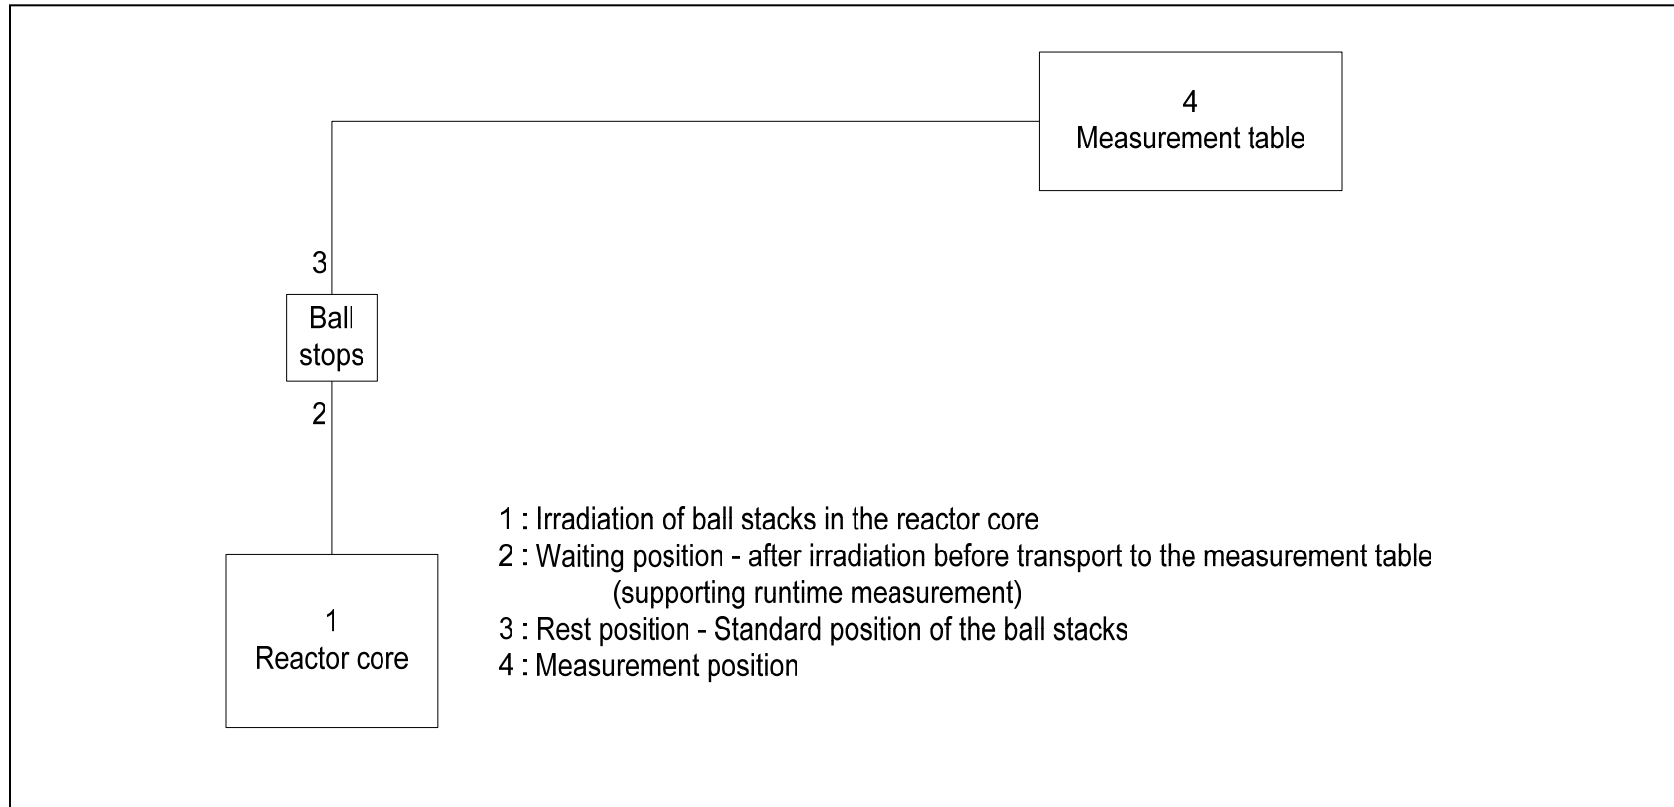 4
Measurement table
3
Ball
stops
2
1 : Irradiation of ball stacks in the reactor core
2 : Waiting position - after irradiation before transport to the measurement table
(supporting runtime measurement)
3 : Rest position - Standard position of the ball stacks
4 : Measurement position
1
Reactor core